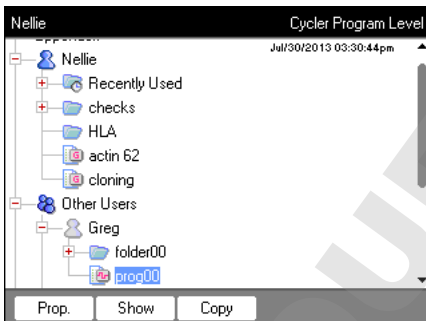 Nellie Cycler Program Level
Jul/30/2013 03:30:44pm
Nellie
Recently Used
checks
HLA
actin 62
cloning
Other Users
Greg
folder00
prog00
Prop. Show Copy